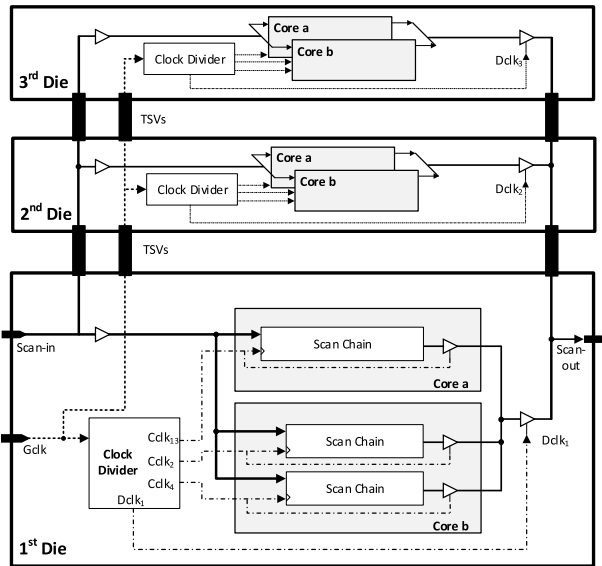 Core a
Core b
Clock Divider
Dclk3
3rd Die
TSVs
Core a
Core b
Clock Divider
Dclk2
2nd Die
TSVs
Scan-in
Scan Chain
Core a
Scan-
out
Gclk
Clock
Divider
Cclk13
Cclk2
Cclk4
Dclk1
Scan Chain
Scan Chain
Core b
Dclk1
1st Die